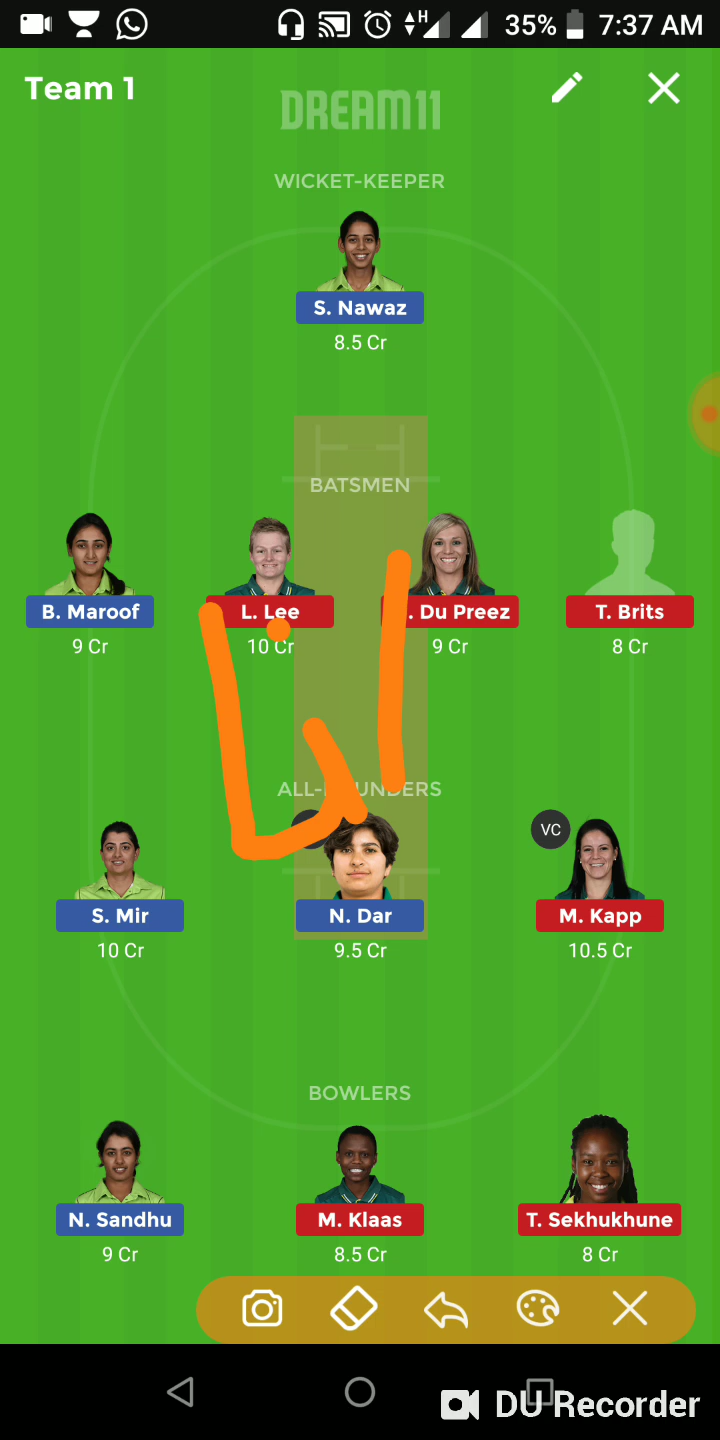 35% 7:37 AM
Team 1
DREAM11
WICKET-KEEPER
S. Nawaz
8.5 Cr
BATSMEN
B. Maroof L. Lee . Du Preez T. Brits
9 Cr 10 Cr 9 Cr 8 Cr
VC
S. Mir N. Dar M. Kapp
10 Cr 9.5 Cr 10.5 Cr
BOWLERS
N. Sandhu M. Klaas T. Sekhukhune
9 Cr 8.5 Cr 8 Cr
DU Recorder